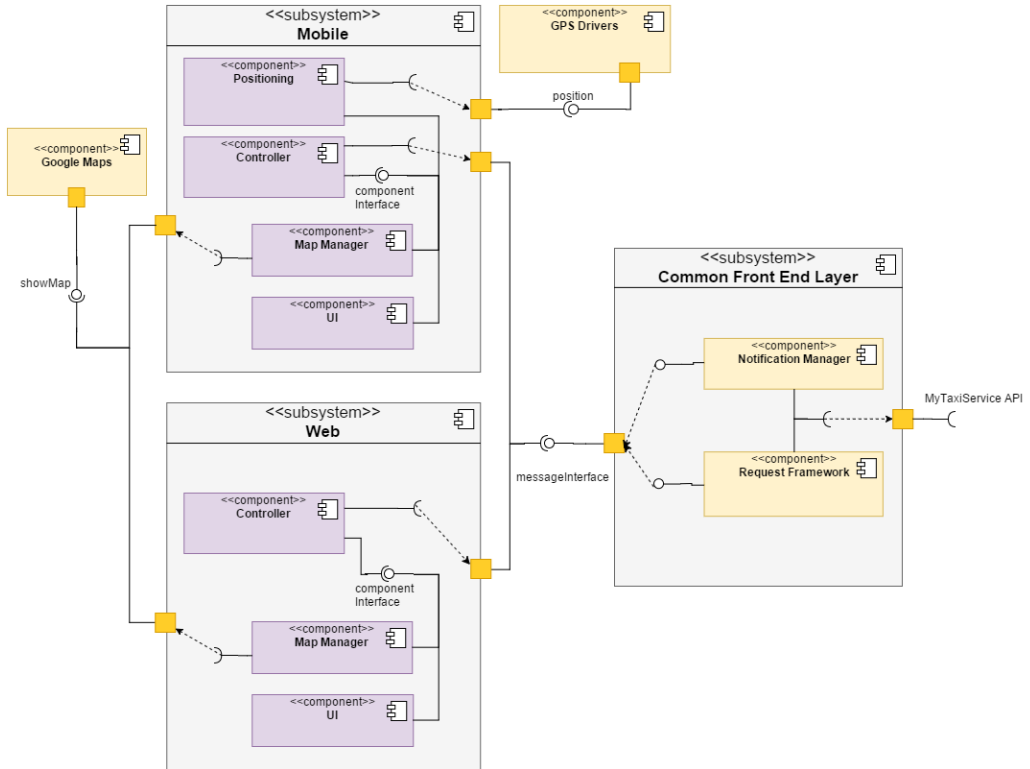 <<subsystem>>
Mobile
<<component>>
Positioning
<<component>>
Controller
component
Interface
<<component>>
Map Manager
<<component>>
UI
<<component>>
GPS Drivers
position
<<component>>
Google Maps
showMap
<<subsystem>>
Web
<<component>>
Controller
component
Interface
<<component>>
Map Manager
<<component>>
UI
messageInterface
<<subsystem>>
Common Front End Layer
<<component>>
Notification Manager
<<component>>
Request Framework
MyTaxiService API